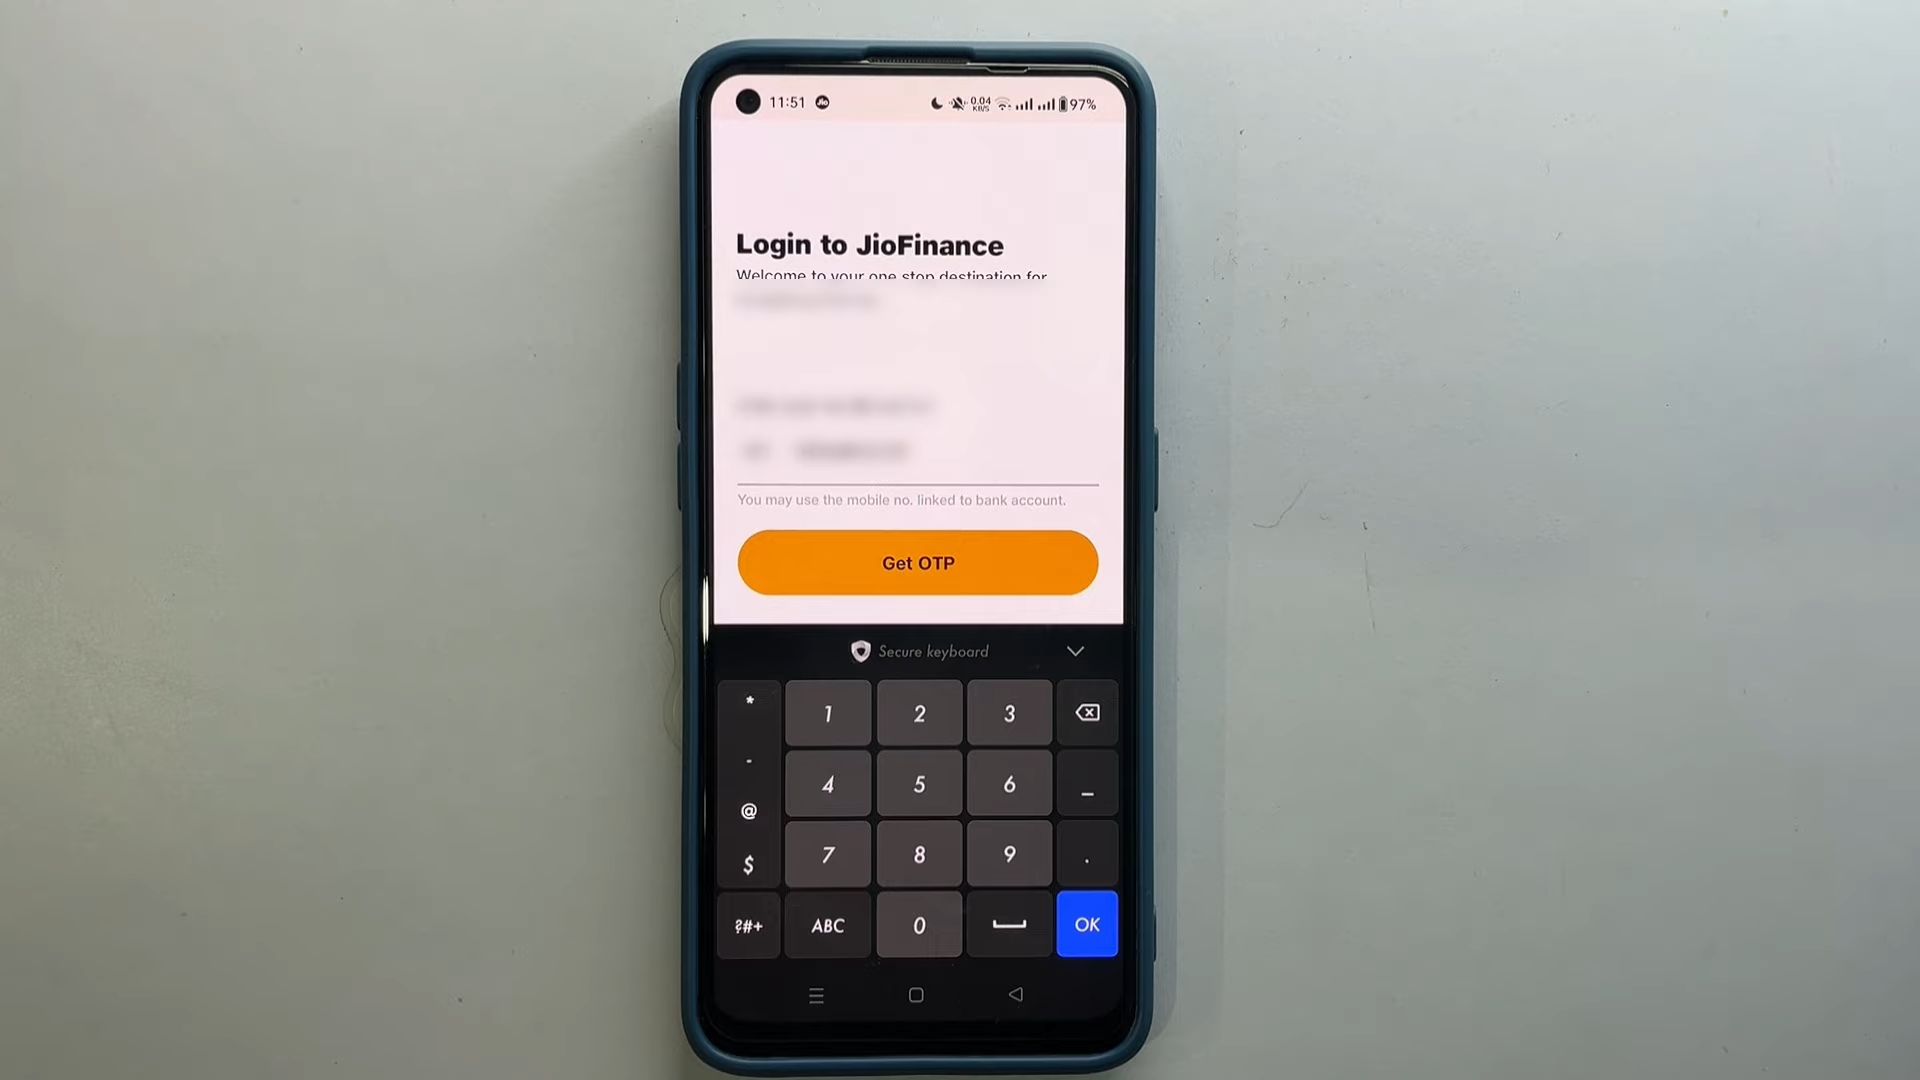 11:51 Jio 0.04 KB/S 97%
Login to JioFinance
Welcome to your one stop destination for
You may use the mobile no. linked to bank account.
Get OTP
Secure keyboard
* 1 2 3
- 4 5 6 _
@
$ 7 8 9 .
?#+ ABC 0 OK